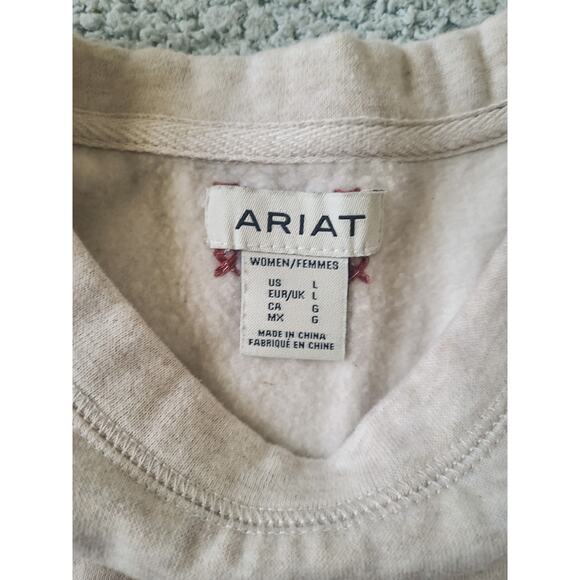 ARIAT
WOMEN/FEMMES
US L
EUR/UK L
CA G
MX G
MADE IN CHINA
FABRIQUÉ EN CHINE